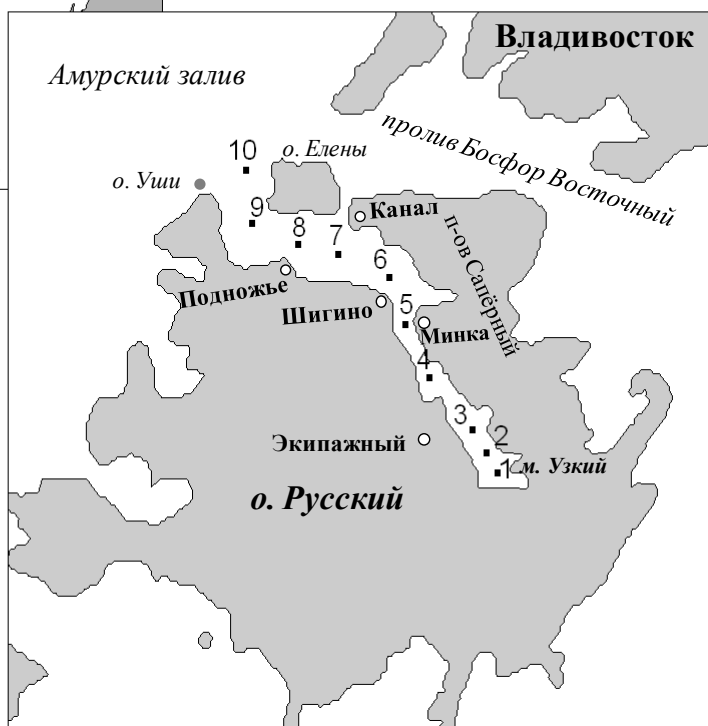 Владивосток
Амурский залив
пролив Босфор Восточный
10
о. Елены
о. Уши
9
8
7
Канал
п-ов Сапёрный
6
Подножье
Шигино
5
Минка
4
3
Экипажный
2
1
м. Узкий
о. Русский